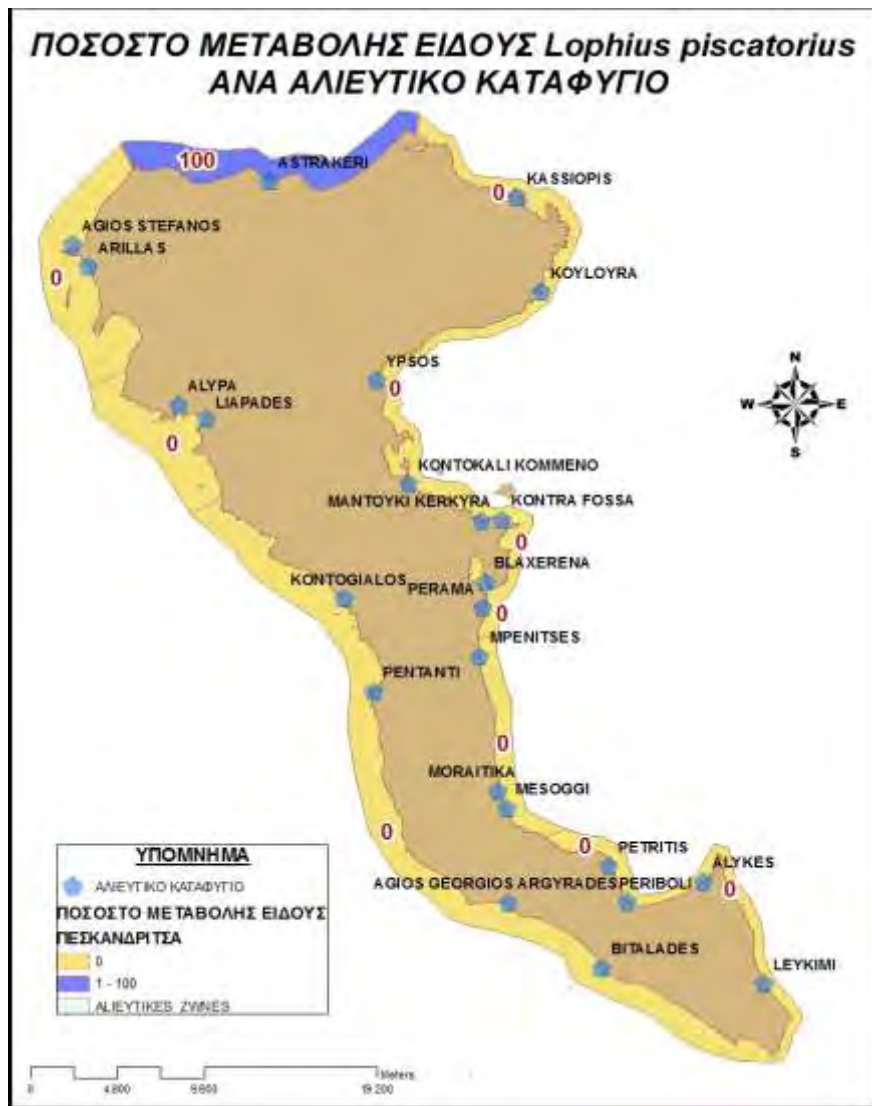 ΠΟΣΟΣΤΟ ΜΕΤΑΒΟΛΗΣ ΕΙΔΟΥΣ Lophius piscatorius
ΑΝΑ ΑΛΙΕΥΤΙΚΟ ΚΑΤΑΦΥΓΙΟ
100
ASTRAKERI
KASSIOPIS
0
AGIOS STEFANOS
ARILLAS
0
KOYLOYRA
YPSOS
0
ALYPA
LIAPADES
0
N
W
E
S
KONTOKALI KOMMENO
MANTOYKI KERKYRA
KONTRA FOSSA
0
BLAXERENA
KONTOGIALOS
PERAMA
0
MPENITSES
PENTANTI
0
MORAITIKA
MESOGGI
0
0
PETRITIS
ALYKES
0
AGIOS GEORGIOS ARGYRADES
PERIBOLI
BITALADES
LEYKIMI
ΥΠΟΜΝΗΜΑ
ΑΛΙΕΥΤΙΚΟ ΚΑΤΑΦΥΓΙΟ
ΠΟΣΟΣΤΟ ΜΕΤΑΒΟΛΗΣ ΕΙΔΟΥΣ
ΠΕΣΚΑΝΔΡΙΤΣΑ
0
1 - 100
ALIEYTIKES ZWNES
Meters
0
4.800
9.600
19.200